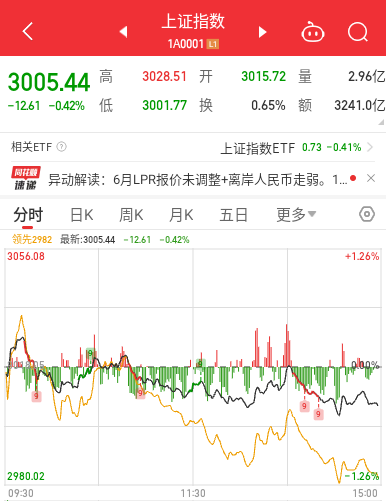 上证指数
1A0001 L1
3005.44 高 3028.51 开 3015.72 量 2.96亿
-12.61 -0.42% 低 3001.77 换 0.65% 额 3241.0亿
相关ETF ? 上证指数ETF 0.73 -0.41%
同花顺
速递
异动解读：6月LPR报价未调整+离岸人民币走弱。1...
分时 日K 周K 月K 五日 更多
领先2982 最新:3005.44 -12.61 -0.42%
3056.08 +1.26%
0.00%
9
9
9
9
9
2980.02 -1.26%
09:30 11:30 15:00